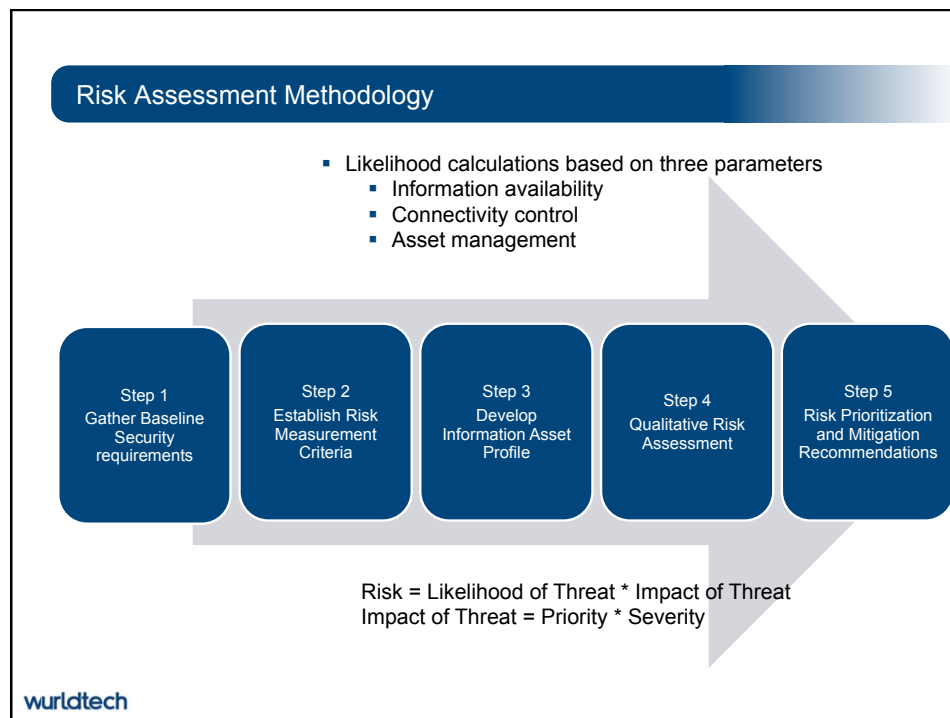 Risk Assessment Methodology
▪ Likelihood calculations based on three parameters
▪ Information availability
▪ Connectivity control
▪ Asset management
Step 1
Gather Baseline
Security
requirements
Step 2
Establish Risk
Measurement
Criteria
Step 3
Develop
Information Asset
Profile
Step 4
Qualitative Risk
Assessment
Step 5
Risk Prioritization
and Mitigation
Recommendations
Risk = Likelihood of Threat * Impact of Threat
Impact of Threat = Priority * Severity
wurldtech